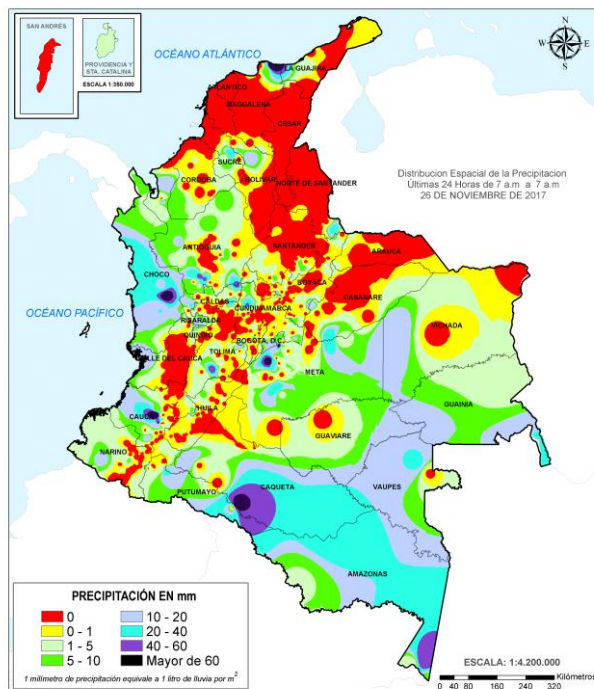 SAN ANDRÉS
PROVIDENCIA Y
STA. CATALINA
ESCALA 1:350.000
OCÉANO ATLÁNTICO
N
W
E
S
LA GUAJIRA
ATLANTICO
MAGDALENA
CESAR
SUCRE
CORDOBA
BOLIVAR
NORTE DE SANTANDER
Distribucion Espacial de la Precipitacion
Últimas 24 Horas de 7 a.m a 7 a.m
26 DE NOVIEMBRE DE 2017
ANTIOQUIA
SANTANDER
ARAUCA
CHOCO
BOYACA
CASANARE
OCÉANO PACÍFICO
CALDAS
CUNDINAMARCA
RISARALDA
VICHADA
QUINDIO
BOGOTA, D.C.
TOLIMA
VALLE DEL CAUCA
META
GUAINIA
CAUCA
HUILA
GUAVIARE
NARIÑO
PUTUMAYO
CAQUETA
VAUPES
AMAZONAS
PRECIPITACIÓN EN mm
0
0 - 1
1 - 5
5 - 10
10 - 20
20 - 40
40 - 60
Mayor de 60
1 milimetro de precipitación equivale a 1 litro de lluvia por m²
ESCALA: 1:4.200.000
Kilómetros
0 40 80 160 240 320